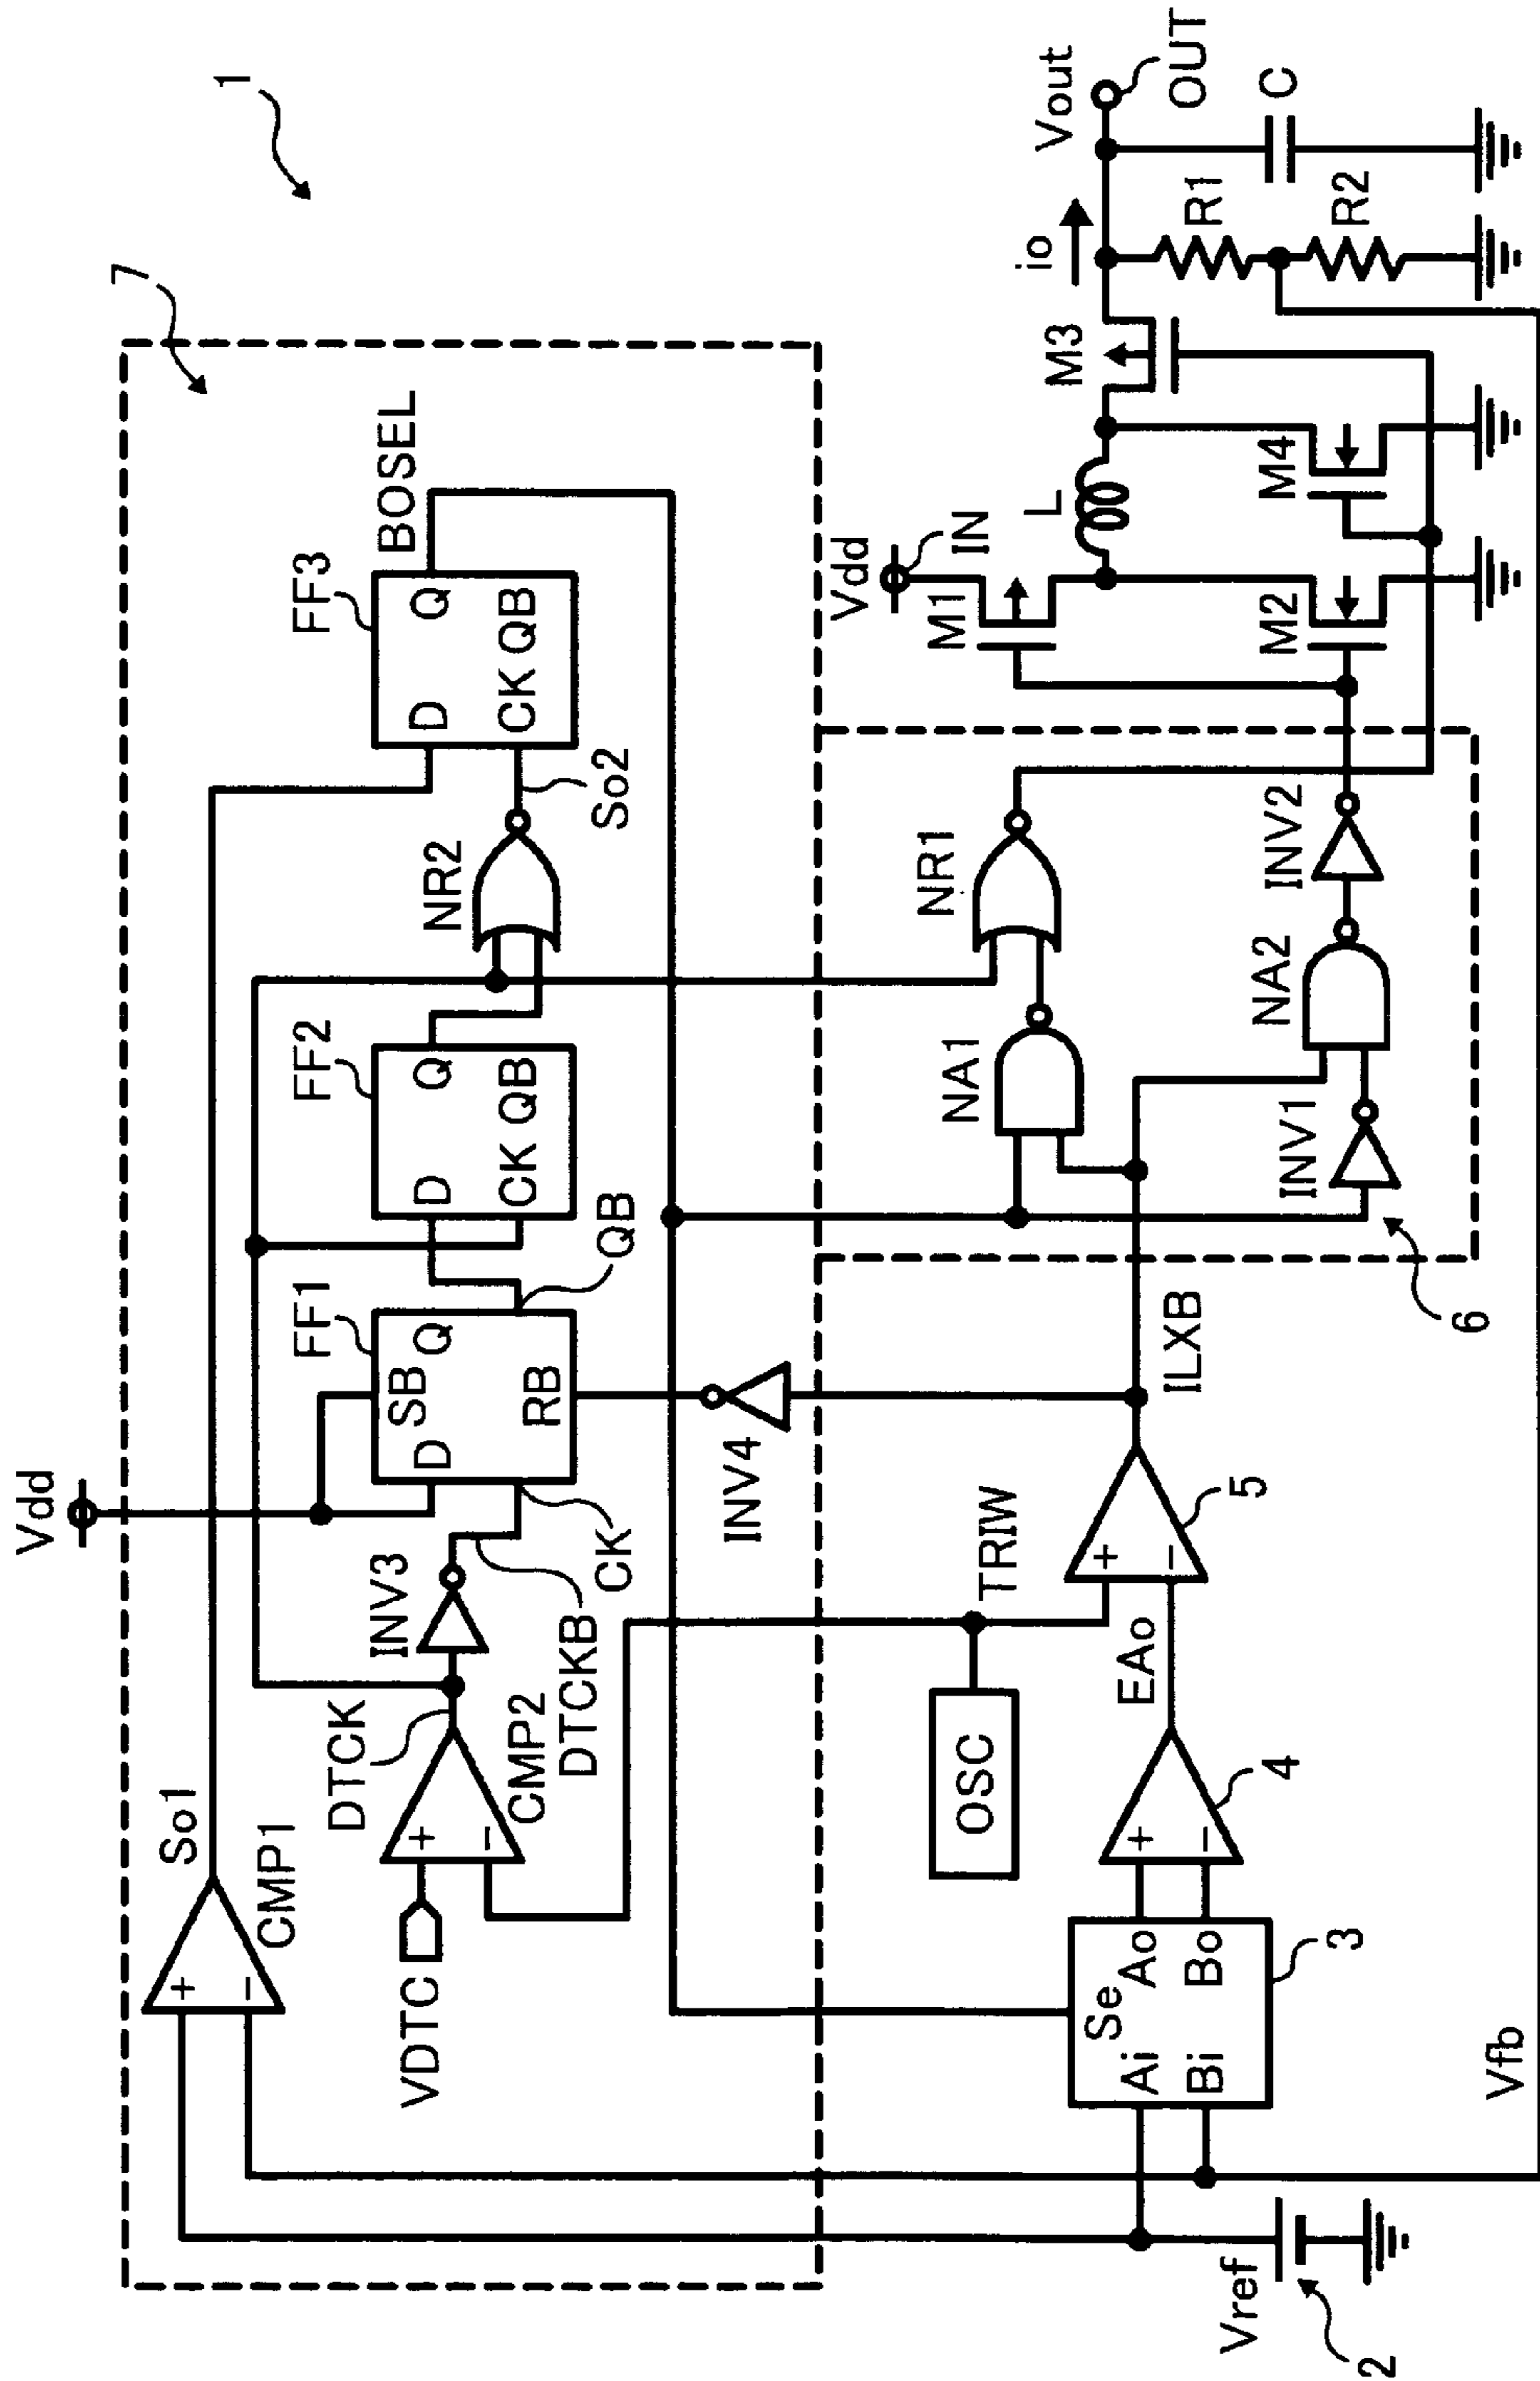 1
7
Vdd
So1
CMP1
VDTC
+
−
+
−
DTCK
CMP2
INV3
DTCKB
CK
FF1
SB
D
Q
RB
QB
INV4
FF2
D
Q
CK QB
NR2
So2
FF3
D
Q
CK QB
BOSEL
Vref
2
Se
Ai Ao
Bi Bo
3
+
−
4
EAo
OSC
TRIW
+
−
5
ILXB
6
NA1
NR1
INV1
NA2
INV2
Vdd
IN
M1
M2
L
M4
M3
io
R1
R2
Vout
OUT
C
Vfb